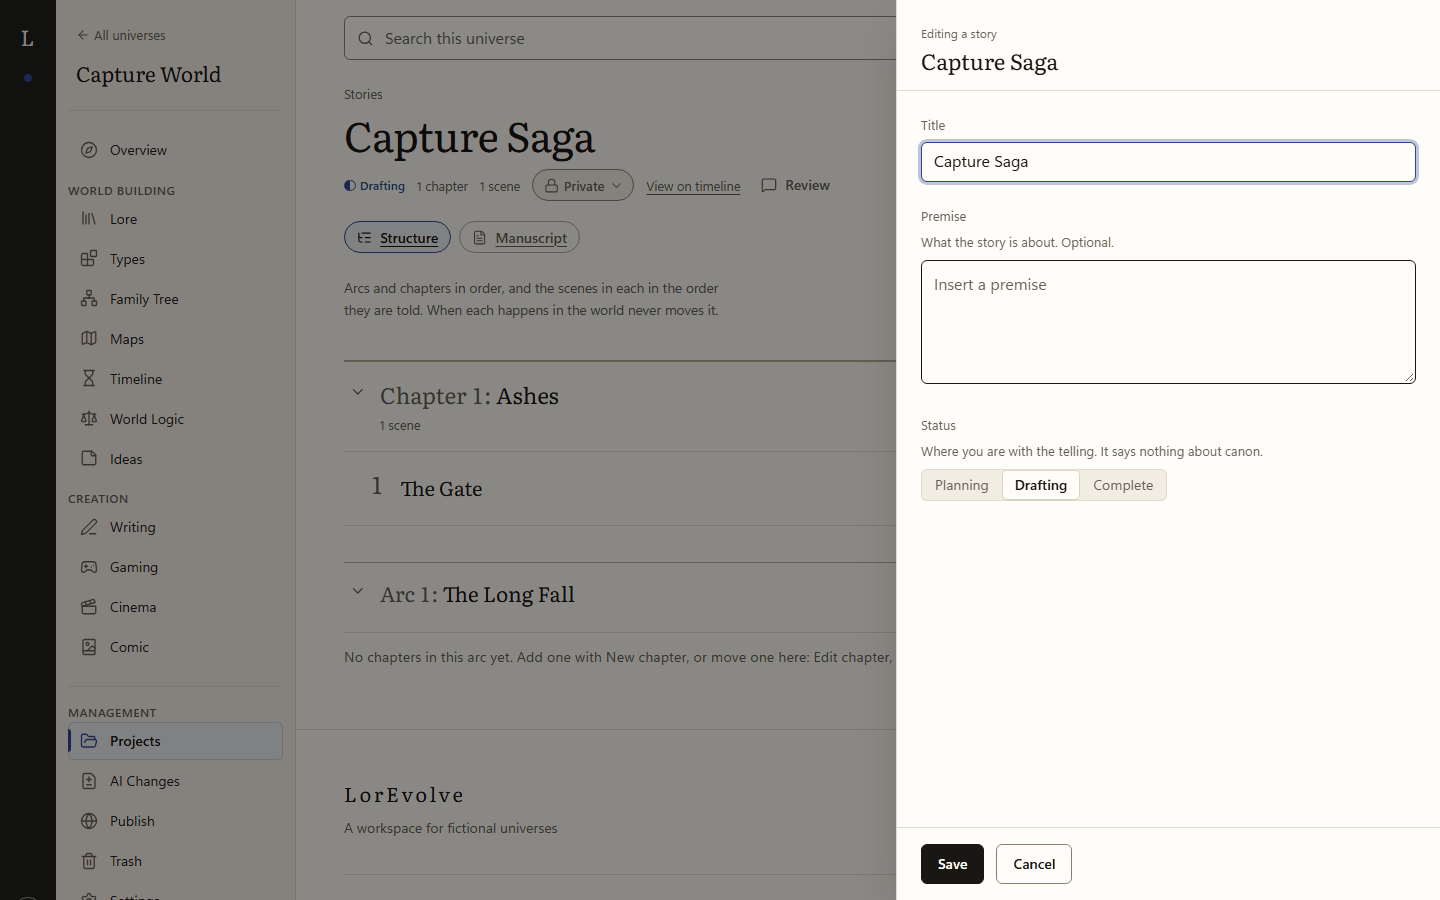 L
All universes
Capture World
Overview
WORLD BUILDING
Lore
Types
Family Tree
Maps
Timeline
World Logic
Ideas
CREATION
Writing
Gaming
Cinema
Comic
MANAGEMENT
Projects
AI Changes
Publish
Trash
Settings
Search this universe
Stories
Capture Saga
Drafting 1 chapter 1 scene Private View on timeline Review
Structure Manuscript
Arcs and chapters in order, and the scenes in each in the order
they are told. When each happens in the world never moves it.
Chapter 1: Ashes
1 scene
1 The Gate
Arc 1: The Long Fall
No chapters in this arc yet. Add one with New chapter, or move one here: Edit chapter,
LorEvolve
A workspace for fictional universes
Editing a story
Capture Saga
Title
Capture Saga
Premise
What the story is about. Optional.
Insert a premise
Status
Where you are with the telling. It says nothing about canon.
Planning Drafting Complete
Save Cancel